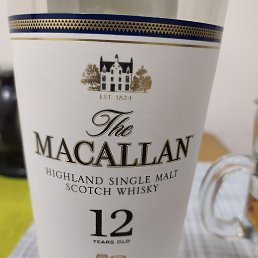 EST. 1824
The
MACALLAN
HIGHLAND SINGLE MALT
SCOTCH WHISKY
12
YEARS OLD